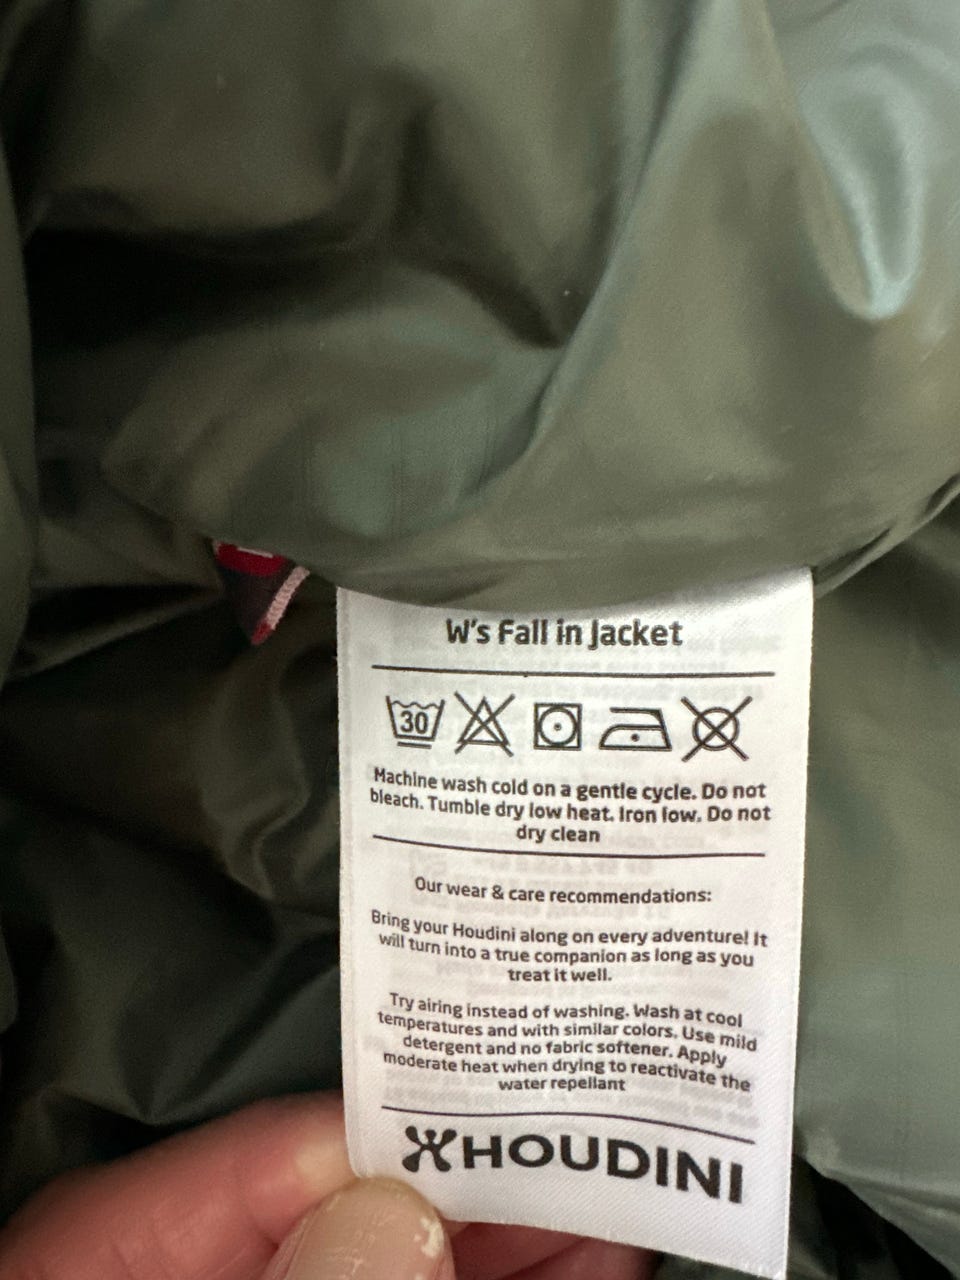 W's Fall in Jacket
30
Machine wash cold on a gentle cycle. Do not
bleach. Tumble dry low heat. Iron low. Do not
dry clean
Our wear & care recommendations:
Bring your Houdini along on every adventure! It
will turn into a true companion as long as you
treat it well.
Try airing instead of washing. Wash at cool
temperatures and with similar colors. Use mild
detergent and no fabric softener. Apply
moderate heat when drying to reactivate the
water repellant
HOUDINI